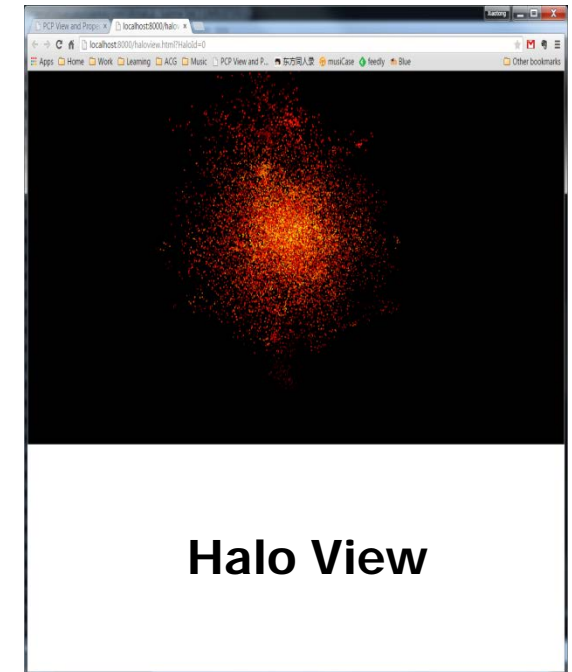 Xiaotong
PCP View and Prope × localhost:8000/halov ×
localhost:8000/haloview.html?HaloId=0
Apps Home Work Learning ACG Music PCP View and P... 东方同人录 musiCase feedly Blue Other bookmarks
Halo View